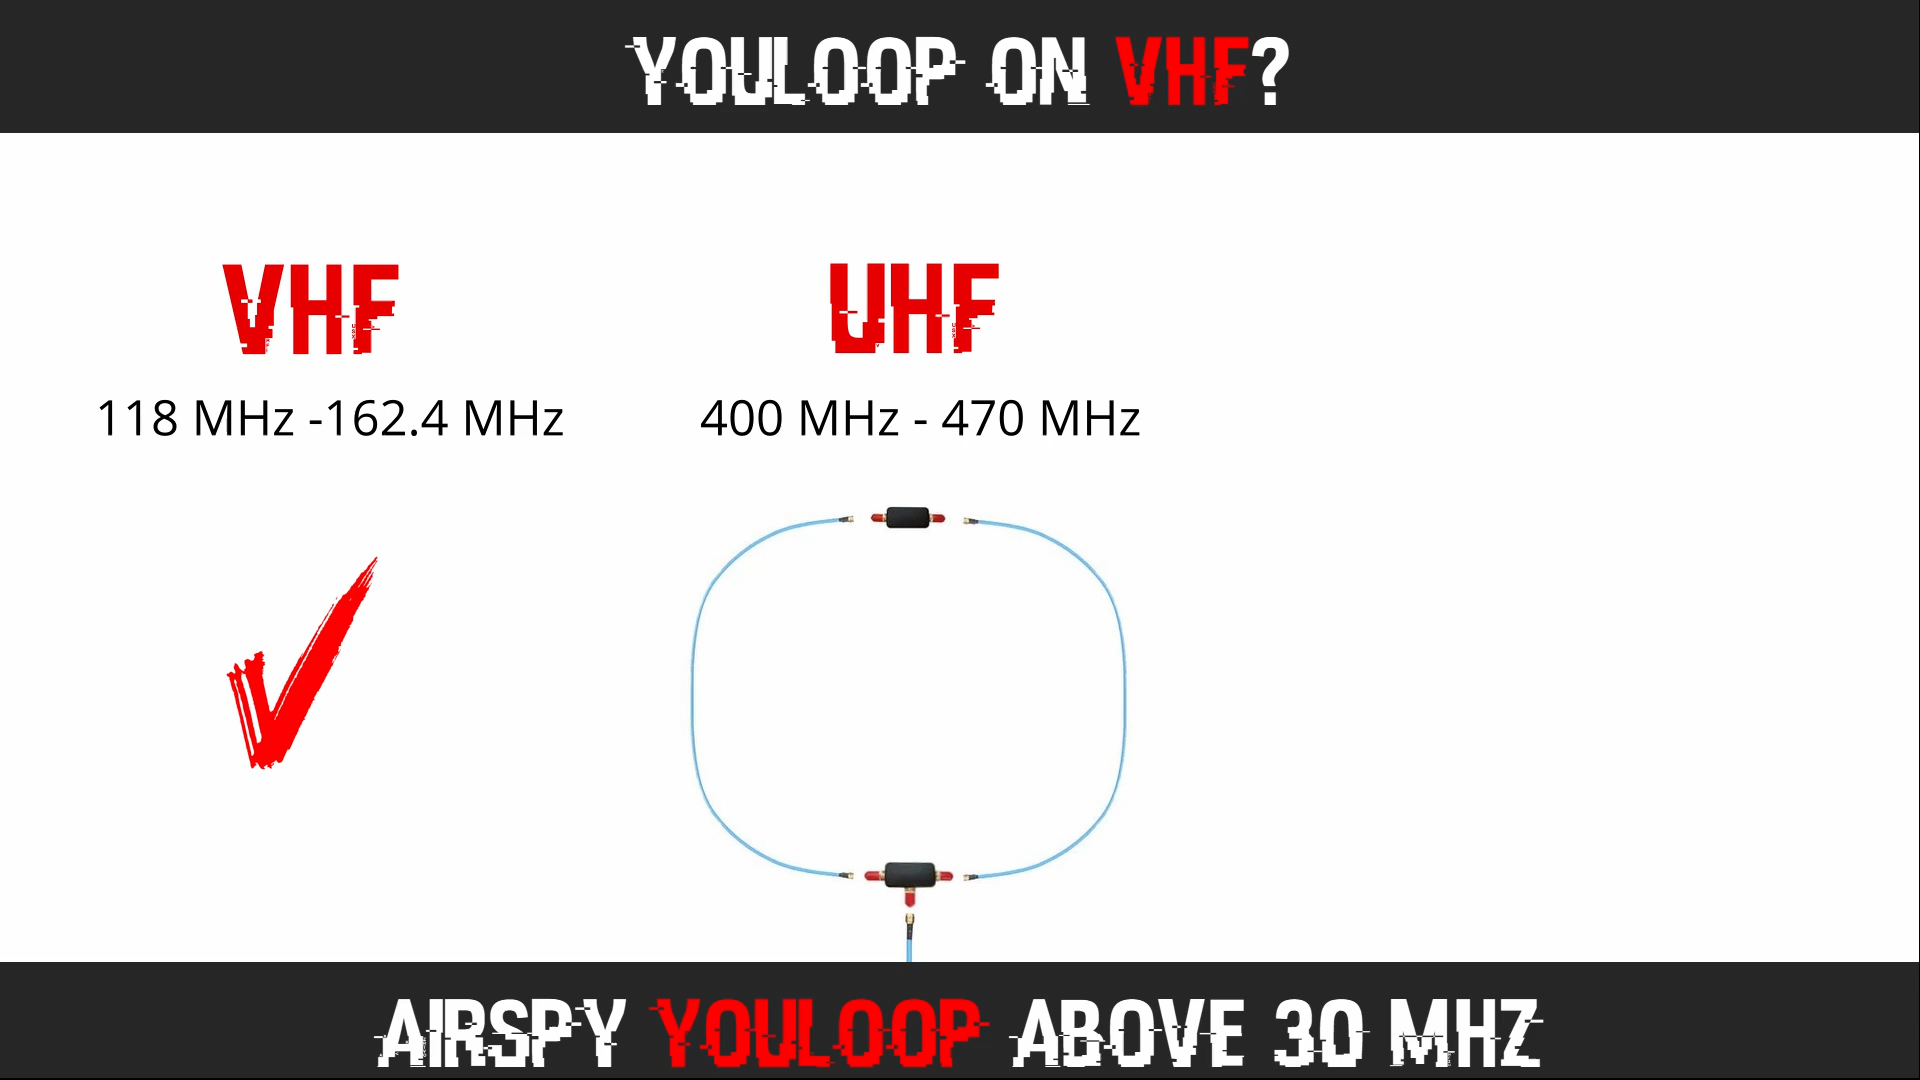 YOULOOP ON VHF?
VHF
UHF
118 MHz -162.4 MHz
400 MHz - 470 MHz
AIRSPY YOULOOP ABOVE 30 MHZ